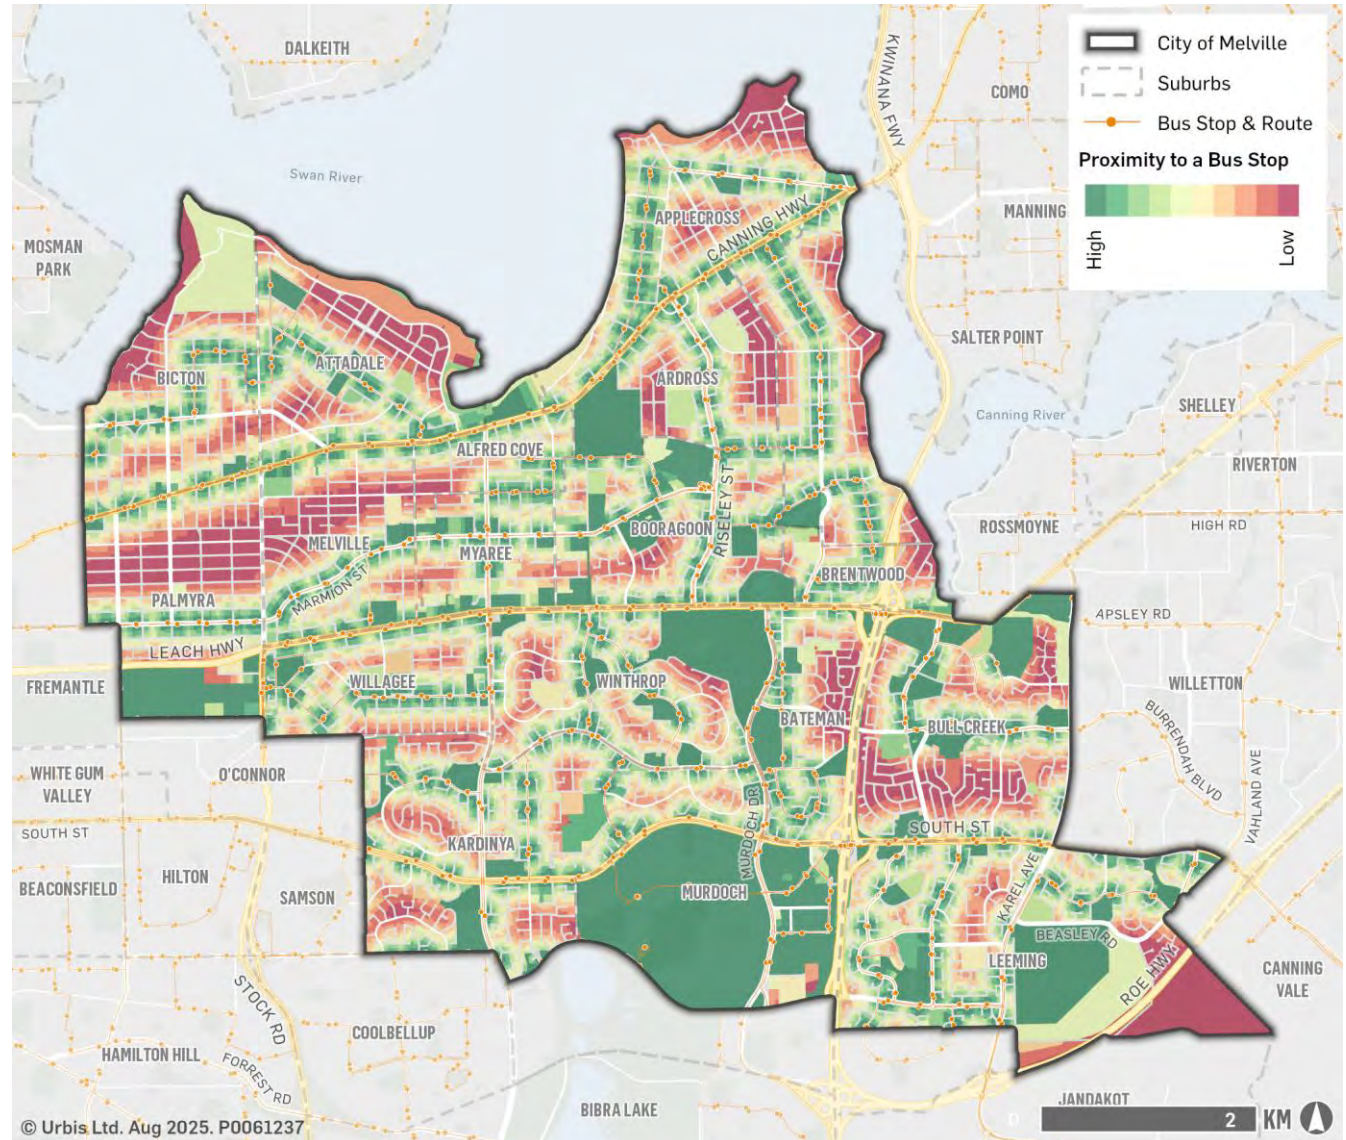 DALKEITH
KWINANA FWY
COMO
City of Melville
Suburbs
Bus Stop & Route
Proximity to a Bus Stop
High
Low
Swan River
MOSMAN
PARK
APPLECROSS
CANNING HWY
MANNING
SALTER POINT
BICTON
ATTADALE
ARDROSS
Canning River
SHELLEY
ALFRED COVE
RISELEY ST
RIVERTON
BOORAGOON
ROSSMOYNE
HIGH RD
MELVILLE
MYAREE
BRENTWOOD
PALMYRA
MARMION ST
APSLEY RD
LEACH HWY
FREMANTLE
WILLAGEE
WINTHROP
BATEMAN
BULL CREEK
WILLETTON
BURRENDAH BLVD
VAHLAND AVE
WHITE GUM
VALLEY
O'CONNOR
SOUTH ST
SOUTH ST
KARDINYA
MURDOCH DR
BEACONSFIELD
HILTON
SAMSON
MURDOCH
KAREL AVE
BEASLEY RD
LEEMING
ROE HWY
CANNING
VALE
STOCK RD
COOLBELLUP
HAMILTON HILL
FORREST RD
BIBRA LAKE
JANDAKOT
0
2
KM
© Urbis Ltd. Aug 2025. P0061237